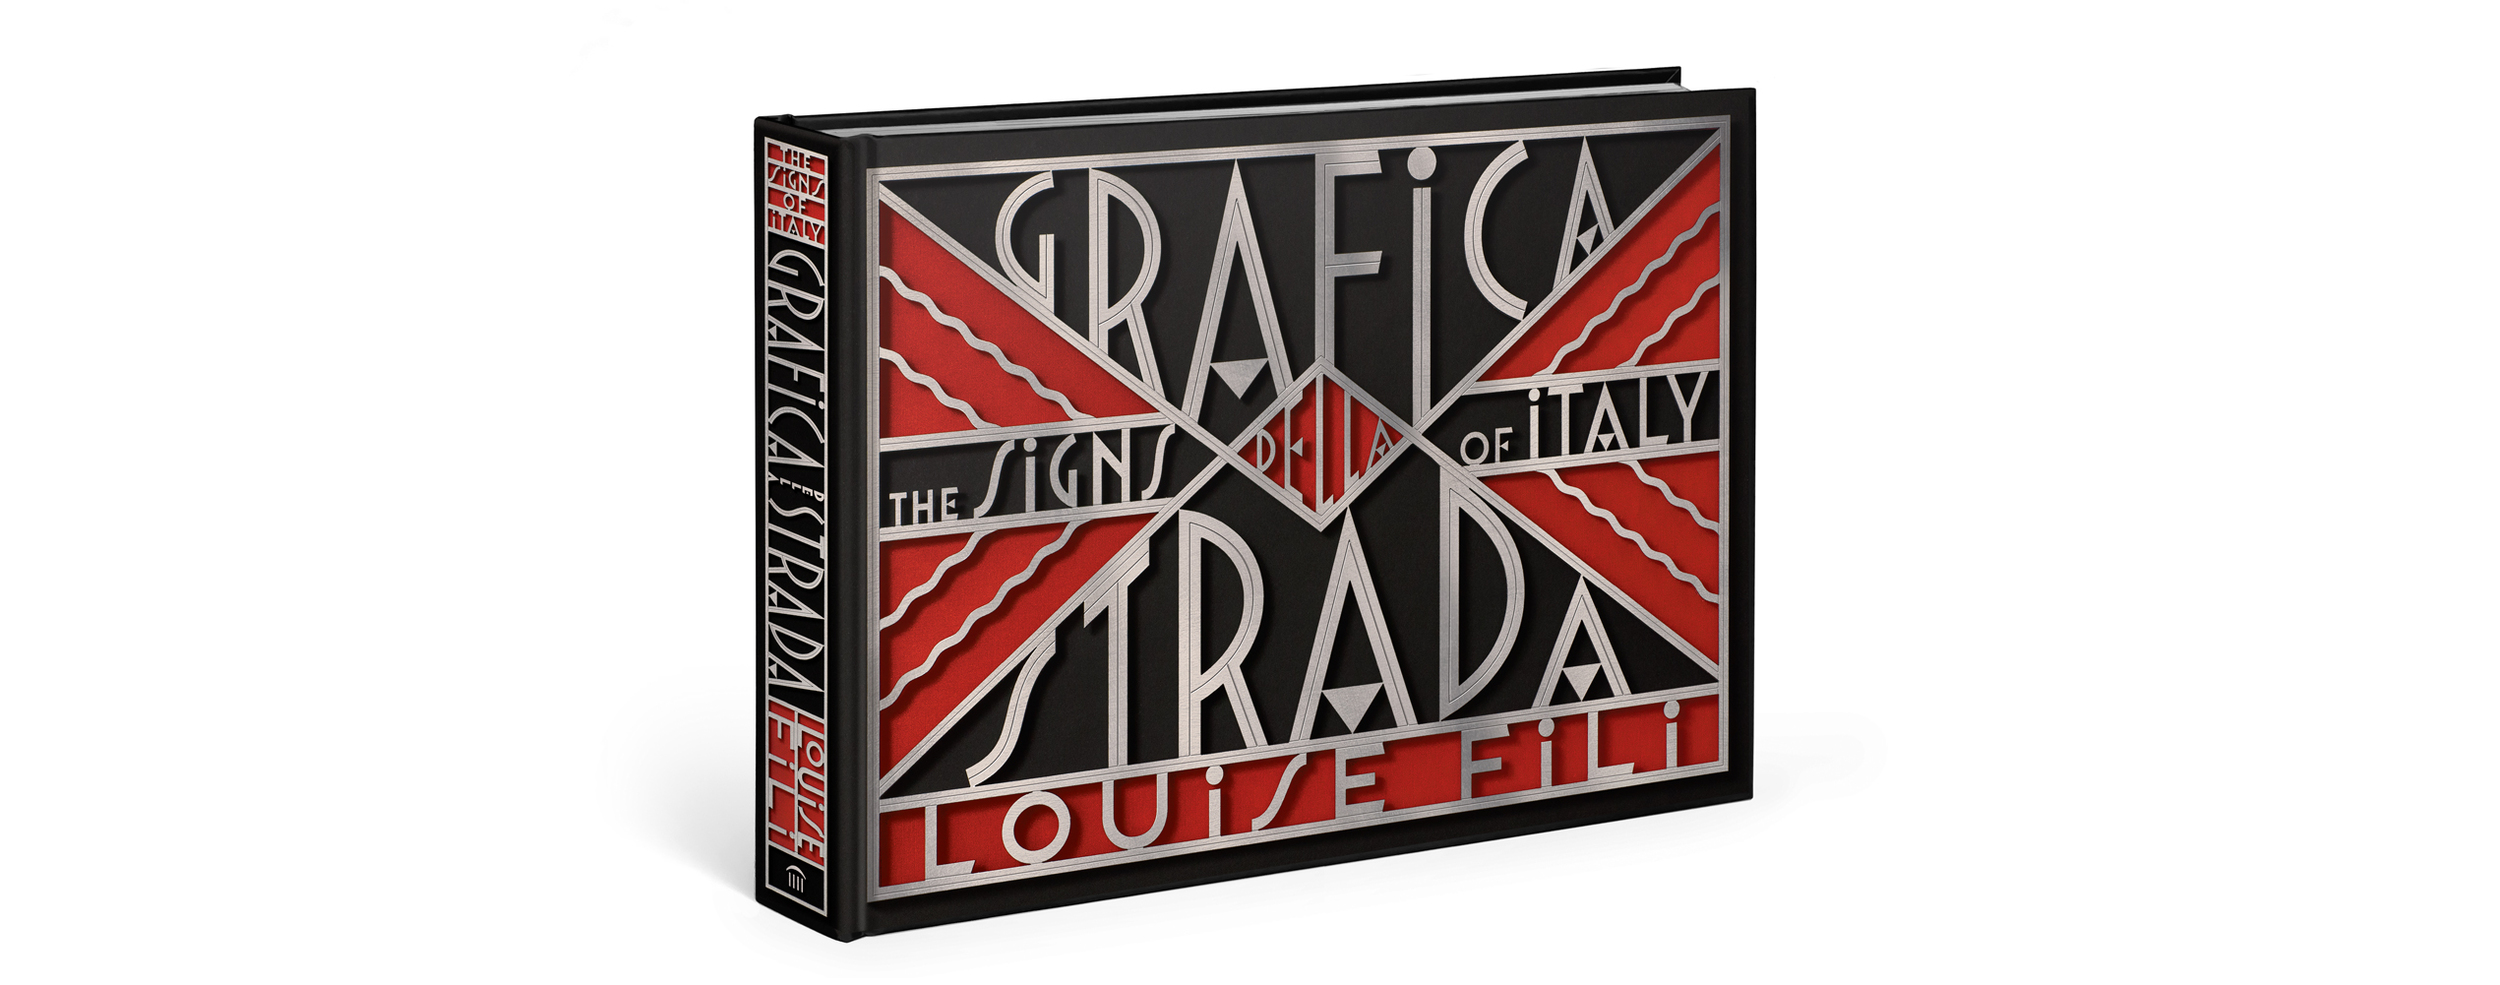 THE
SiGNS
OF
iTALY
GRAFiCA DELLA STRADA
LOUiSE
FiLi
GRAFiCA
DELLA
THE SiGNS
OF iTALY
STRADA
LOUiSE FiLi